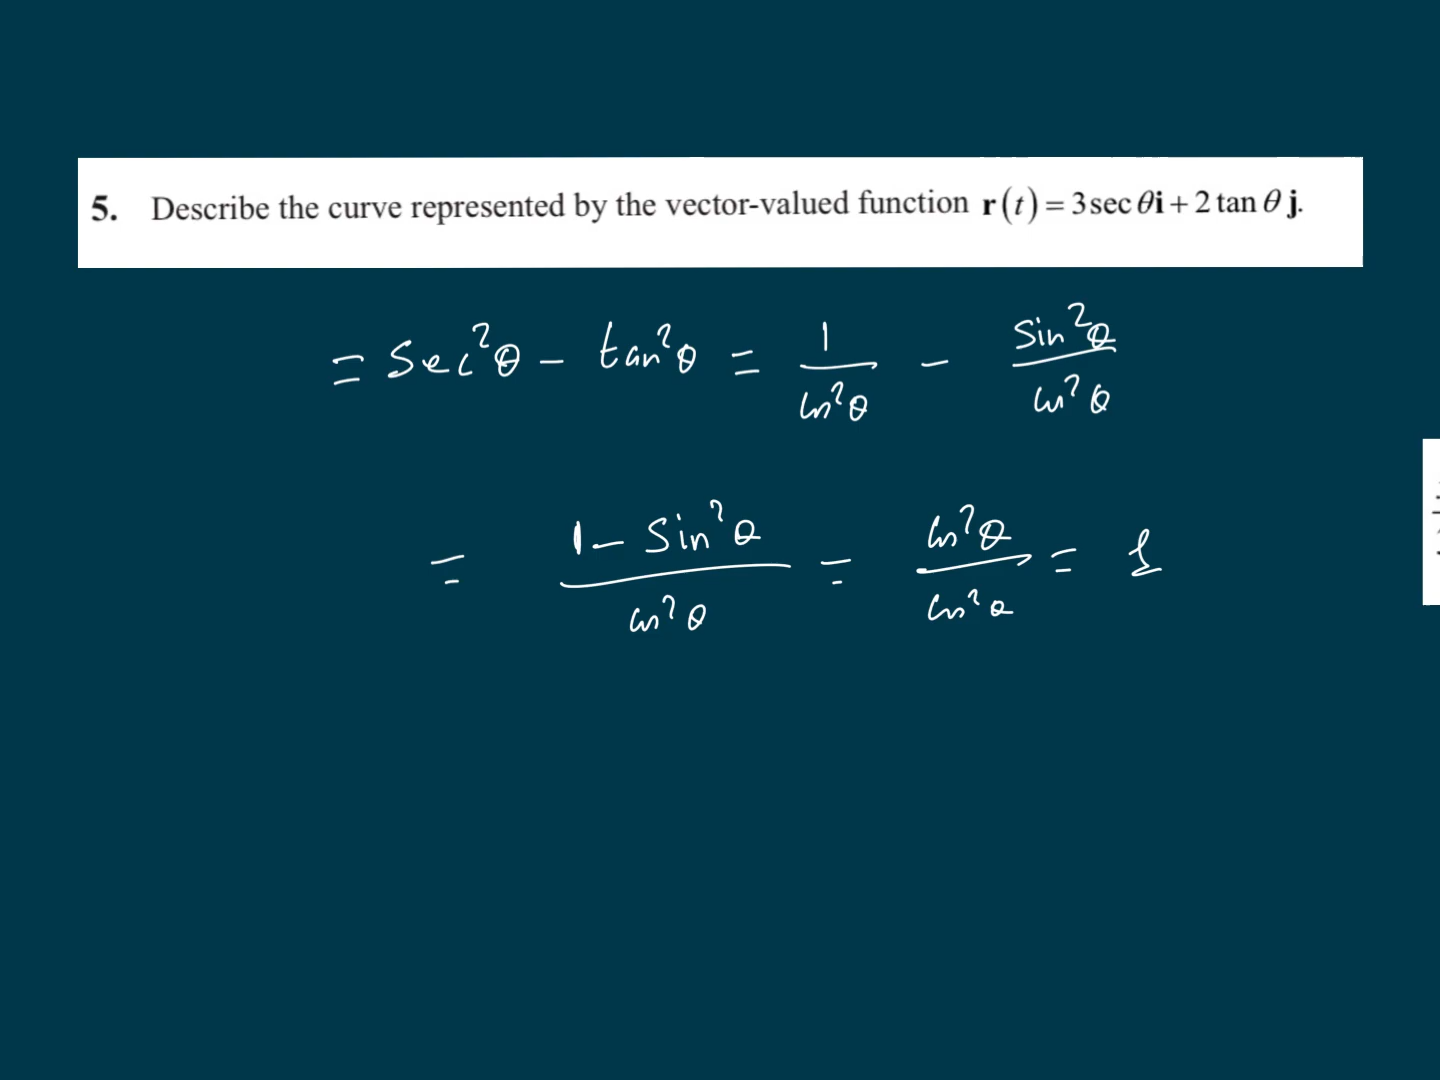 5. Describe the curve represented by the vector-valued function r(t) = 3 sec θi + 2 tan θ j.
= sec²θ − tan²θ = 1/cos²θ − sin²θ/cos²θ
= (1 − sin²θ)/cos²θ = cos²θ/cos²θ = 1